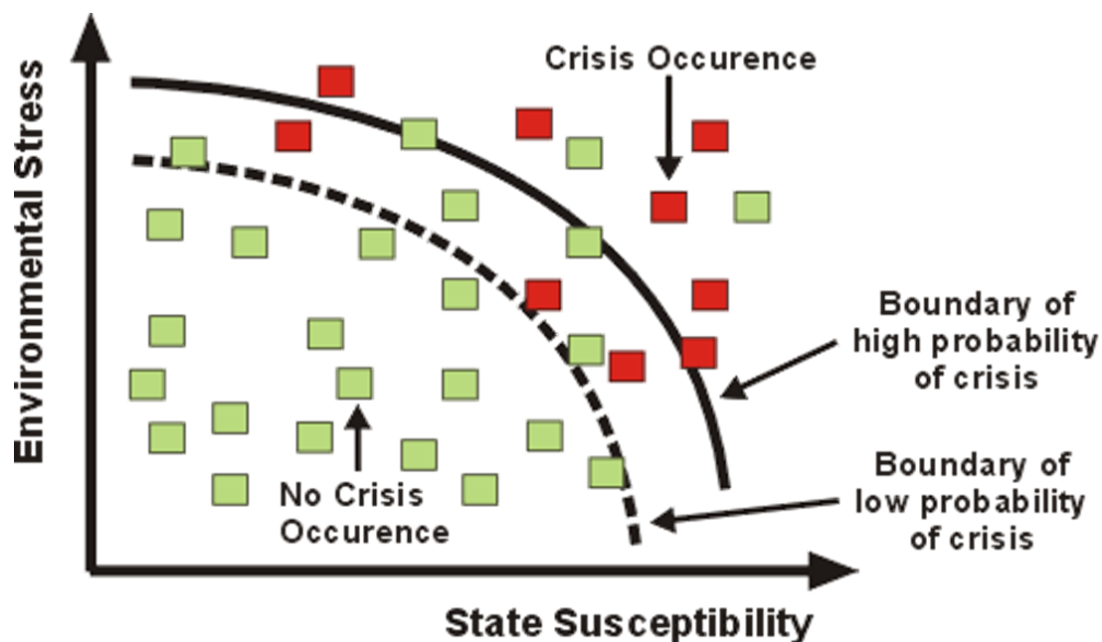 Environmental Stress
Crisis Occurence
Boundary of
high probability
of crisis
Boundary of
low probability
of crisis
No Crisis
Occurence
State Susceptibility